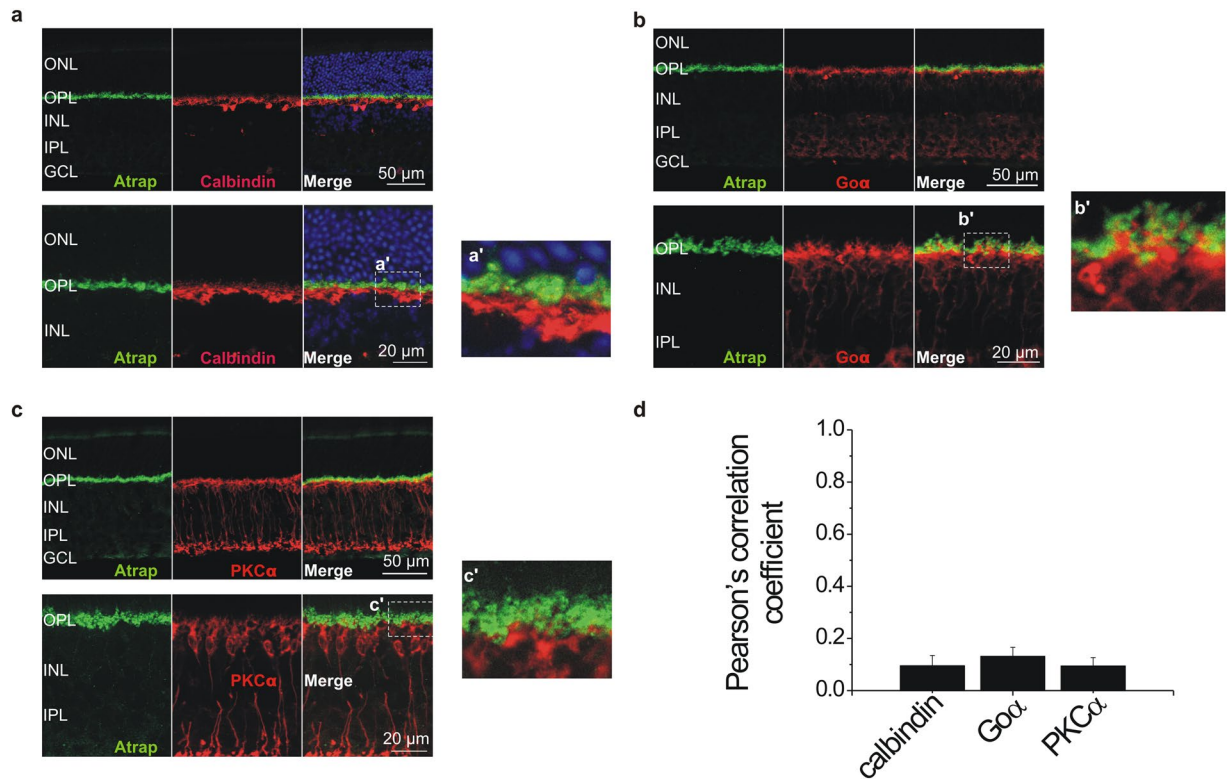 a
ONL
OPL
INL
IPL
GCL
Atrap
Calbindin
Merge
50 µm
ONL
OPL
INL
Atrap
Calbindin
Merge
a'
20 µm
a'
b
ONL
OPL
INL
IPL
GCL
Atrap
Goα
Merge
50 µm
OPL
INL
IPL
Atrap
Goα
Merge
b'
20 µm
b'
c
ONL
OPL
INL
IPL
GCL
Atrap
PKCα
Merge
50 µm
OPL
INL
IPL
Atrap
PKCα
Merge
c'
20 µm
c'
d
Pearson's correlation
coefficient
1.0
0.8
0.6
0.4
0.2
0.0
calbindin
Goα
PKCα